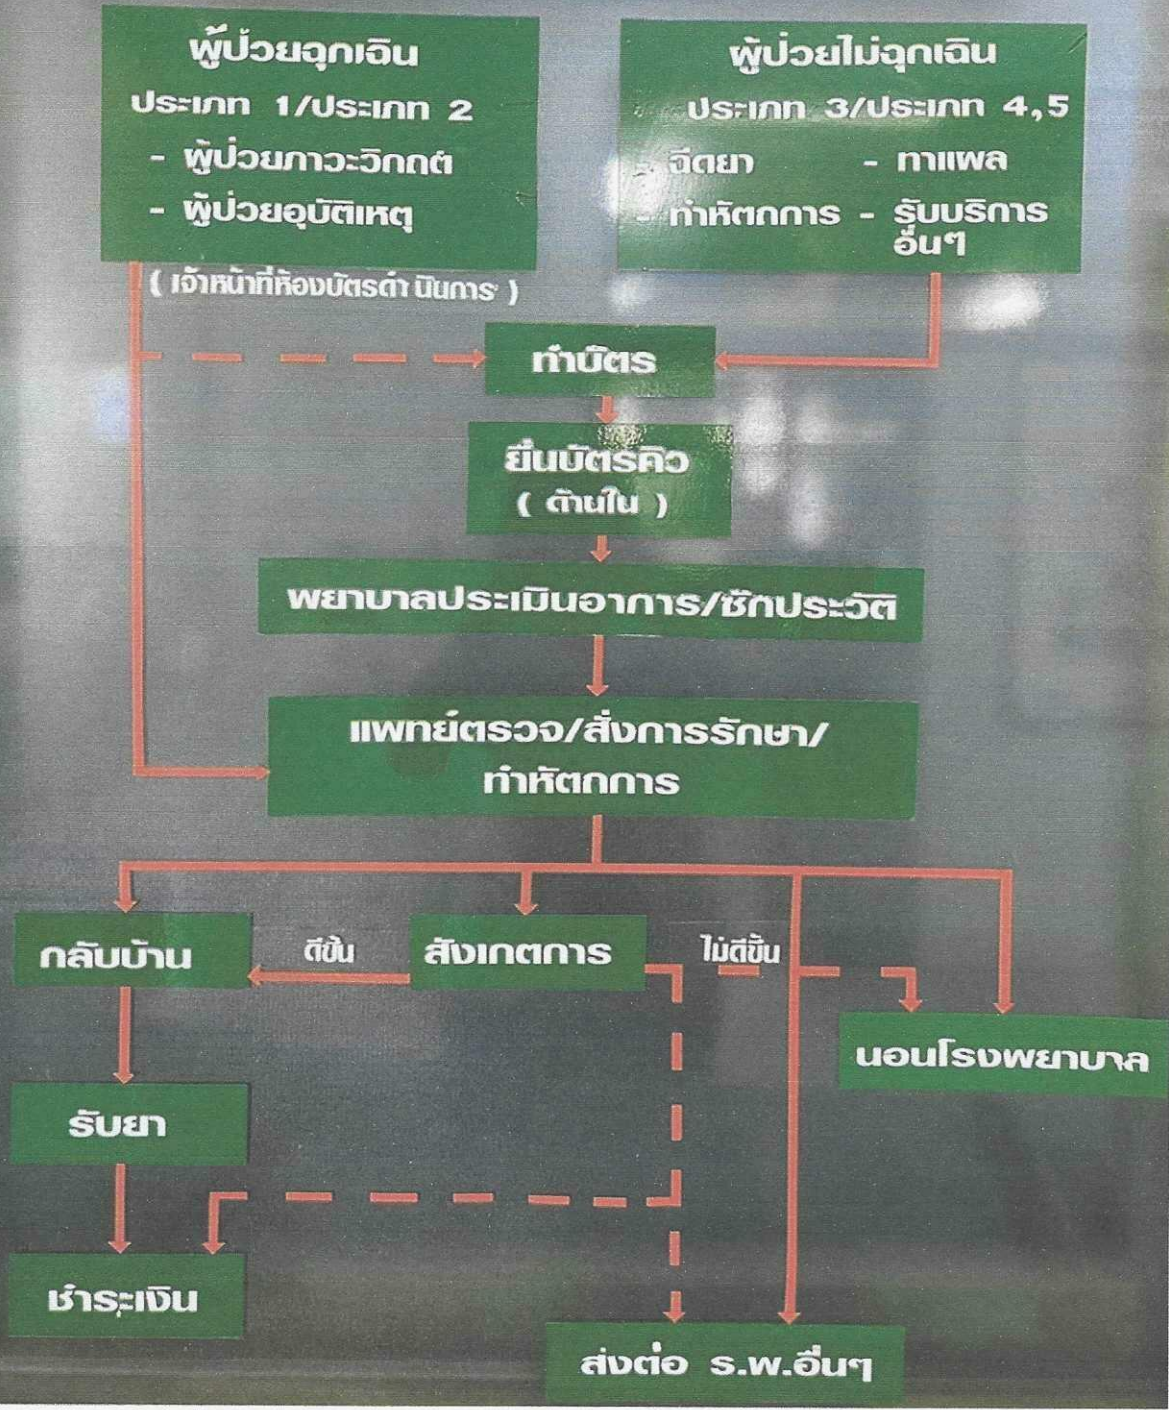 ผู้ป่วยฉุกเฉิน
ประเภท 1/ประเภท 2
- ผู้ป่วยภาวะวิกฤต
- ผู้ป่วยอุบัติเหตุ
ผู้ป่วยไม่ฉุกเฉิน
ประเภท 3/ประเภท 4,5
- ฉีดยา - ทำแผล
- ทำหัตถการ - รับบริการ
อื่นๆ
( เจ้าหน้าที่ห้องบัตรดำเนินการ )
ทำบัตร
ยื่นบัตรคิว
( ด้านใน )
พยาบาลประเมินอาการ/ซักประวัติ
แพทย์ตรวจ/สั่งการรักษา/
ทำหัตถการ
กลับบ้าน
ดีขึ้น
สังเกตการ
ไม่ดีขึ้น
นอนโรงพยาบาล
รับยา
ชำระเงิน
ส่งต่อ ร.พ.อื่นๆ